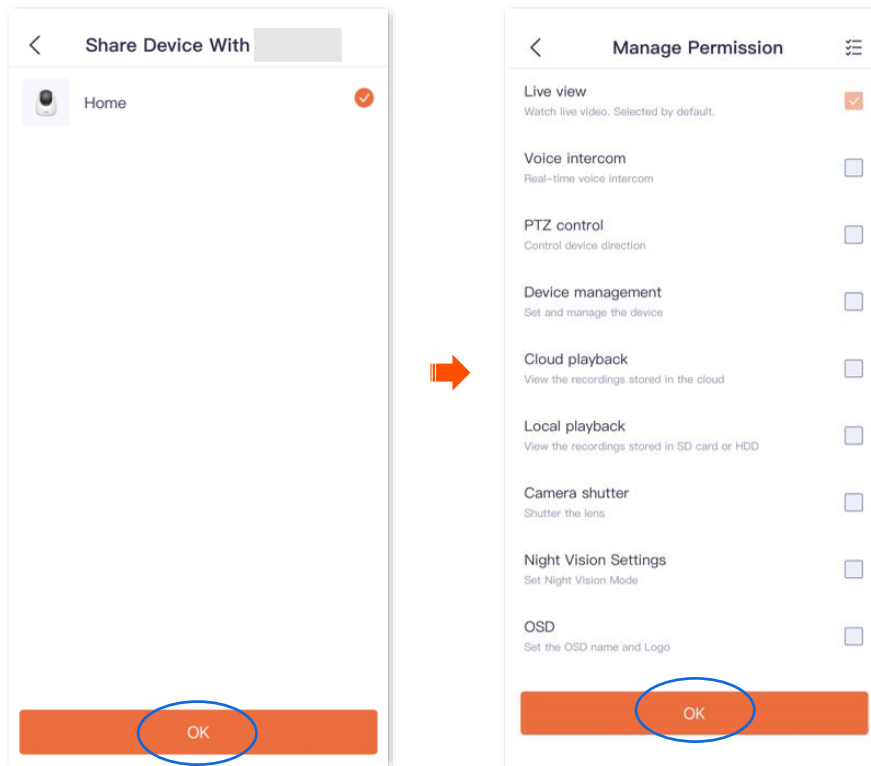 Share Device With
Home
OK
Manage Permission
Live view
Watch live video. Selected by default.
Voice intercom
Real-time voice intercom
PTZ control
Control device direction
Device management
Set and manage the device
Cloud playback
View the recordings stored in the cloud
Local playback
View the recordings stored in SD card or HDD
Camera shutter
Shutter the lens
Night Vision Settings
Set Night Vision Mode
OSD
Set the OSD name and Logo
OK